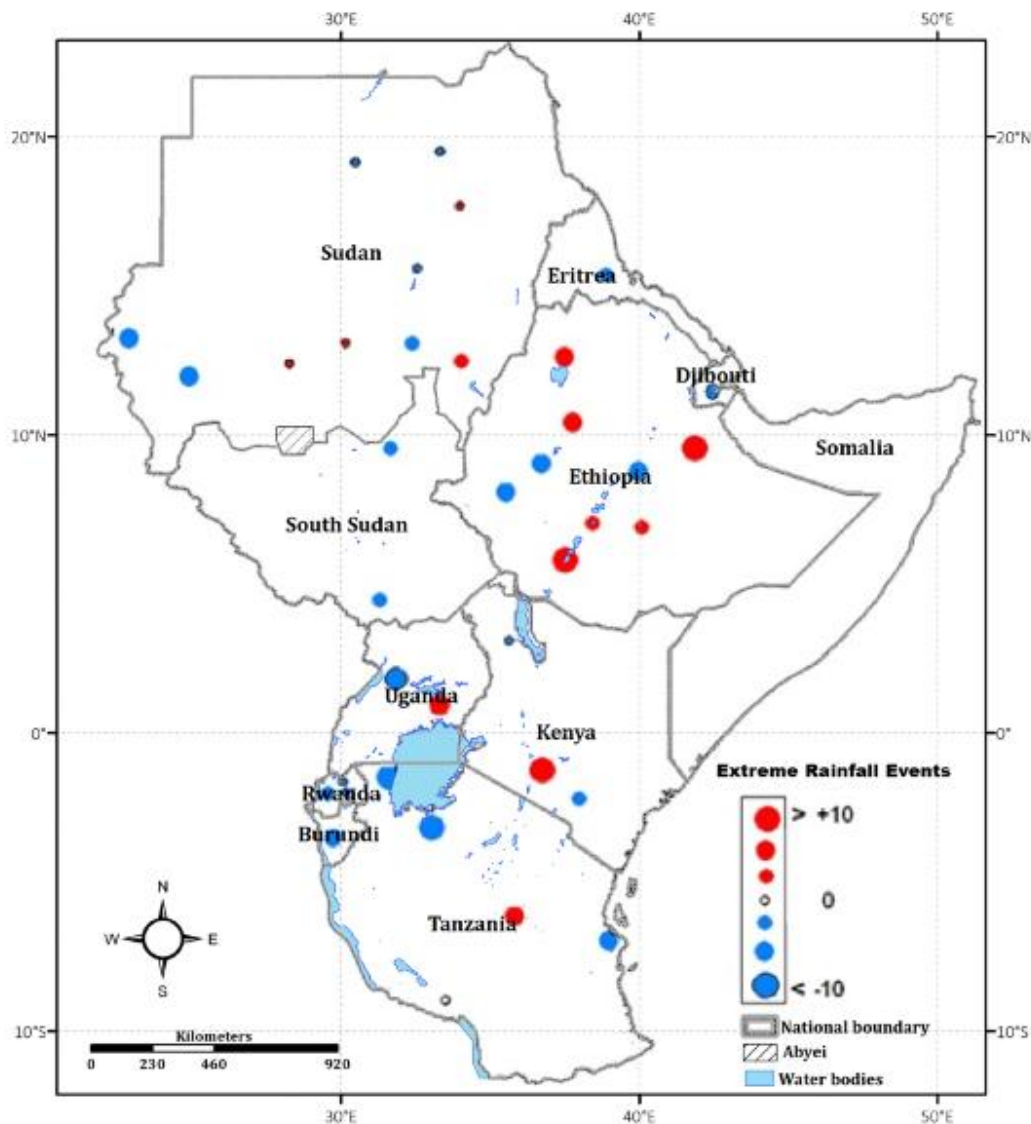 30°E 40°E 50°E
20°N 20°N
Sudan
Eritrea
Djibouti
10°N 10°N
Somalia
Ethiopia
South Sudan
Uganda
0° 0°
Kenya
Extreme Rainfall Events
Rwanda
> +10
Burundi
0
N
W E
S
Tanzania
< -10
National boundary
10°S 10°S
Kilometers
Abyei
0 230 460 920
Water bodies
30°E 40°E 50°E